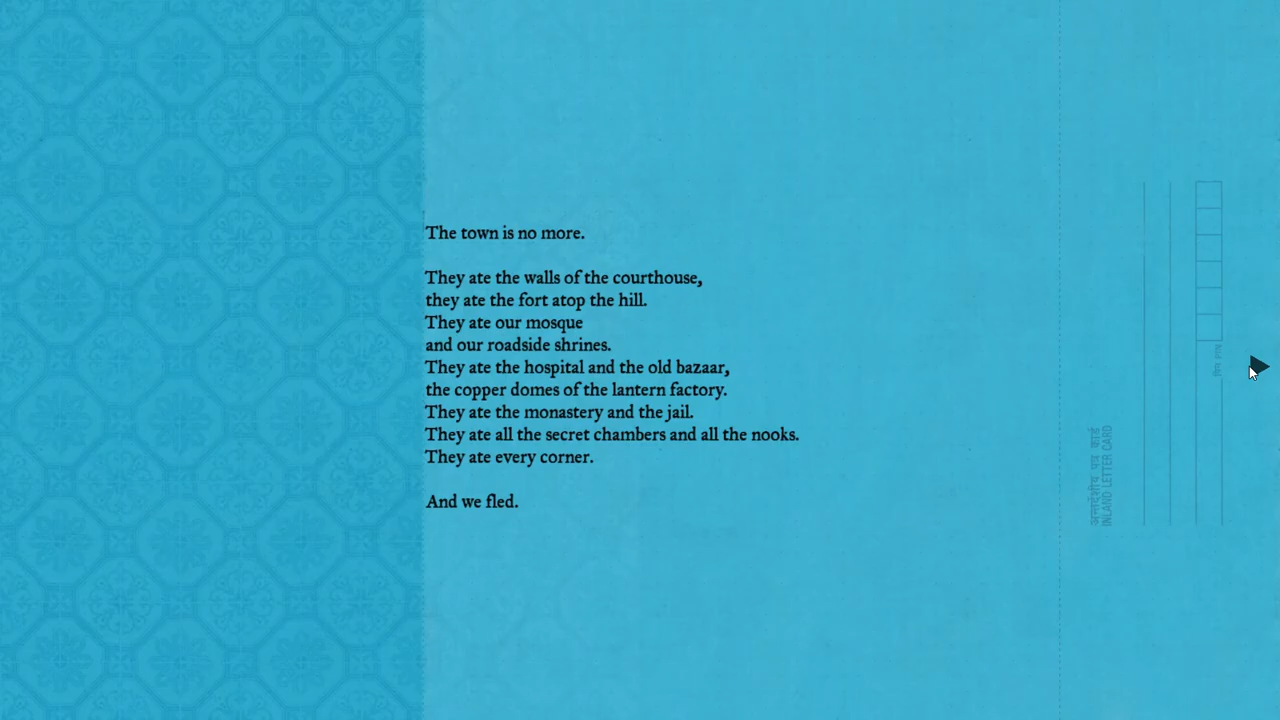 The town is no more.
They ate the walls of the courthouse,
they ate the fort atop the hill.
They ate our mosque
and our roadside shrines.
They ate the hospital and the old bazaar,
the copper domes of the lantern factory.
They ate the monastery and the jail.
They ate all the secret chambers and all the nooks.
They ate every corner.
And we fled.
अन्तर्देशीय पत्र कार्ड
INLAND LETTER CARD